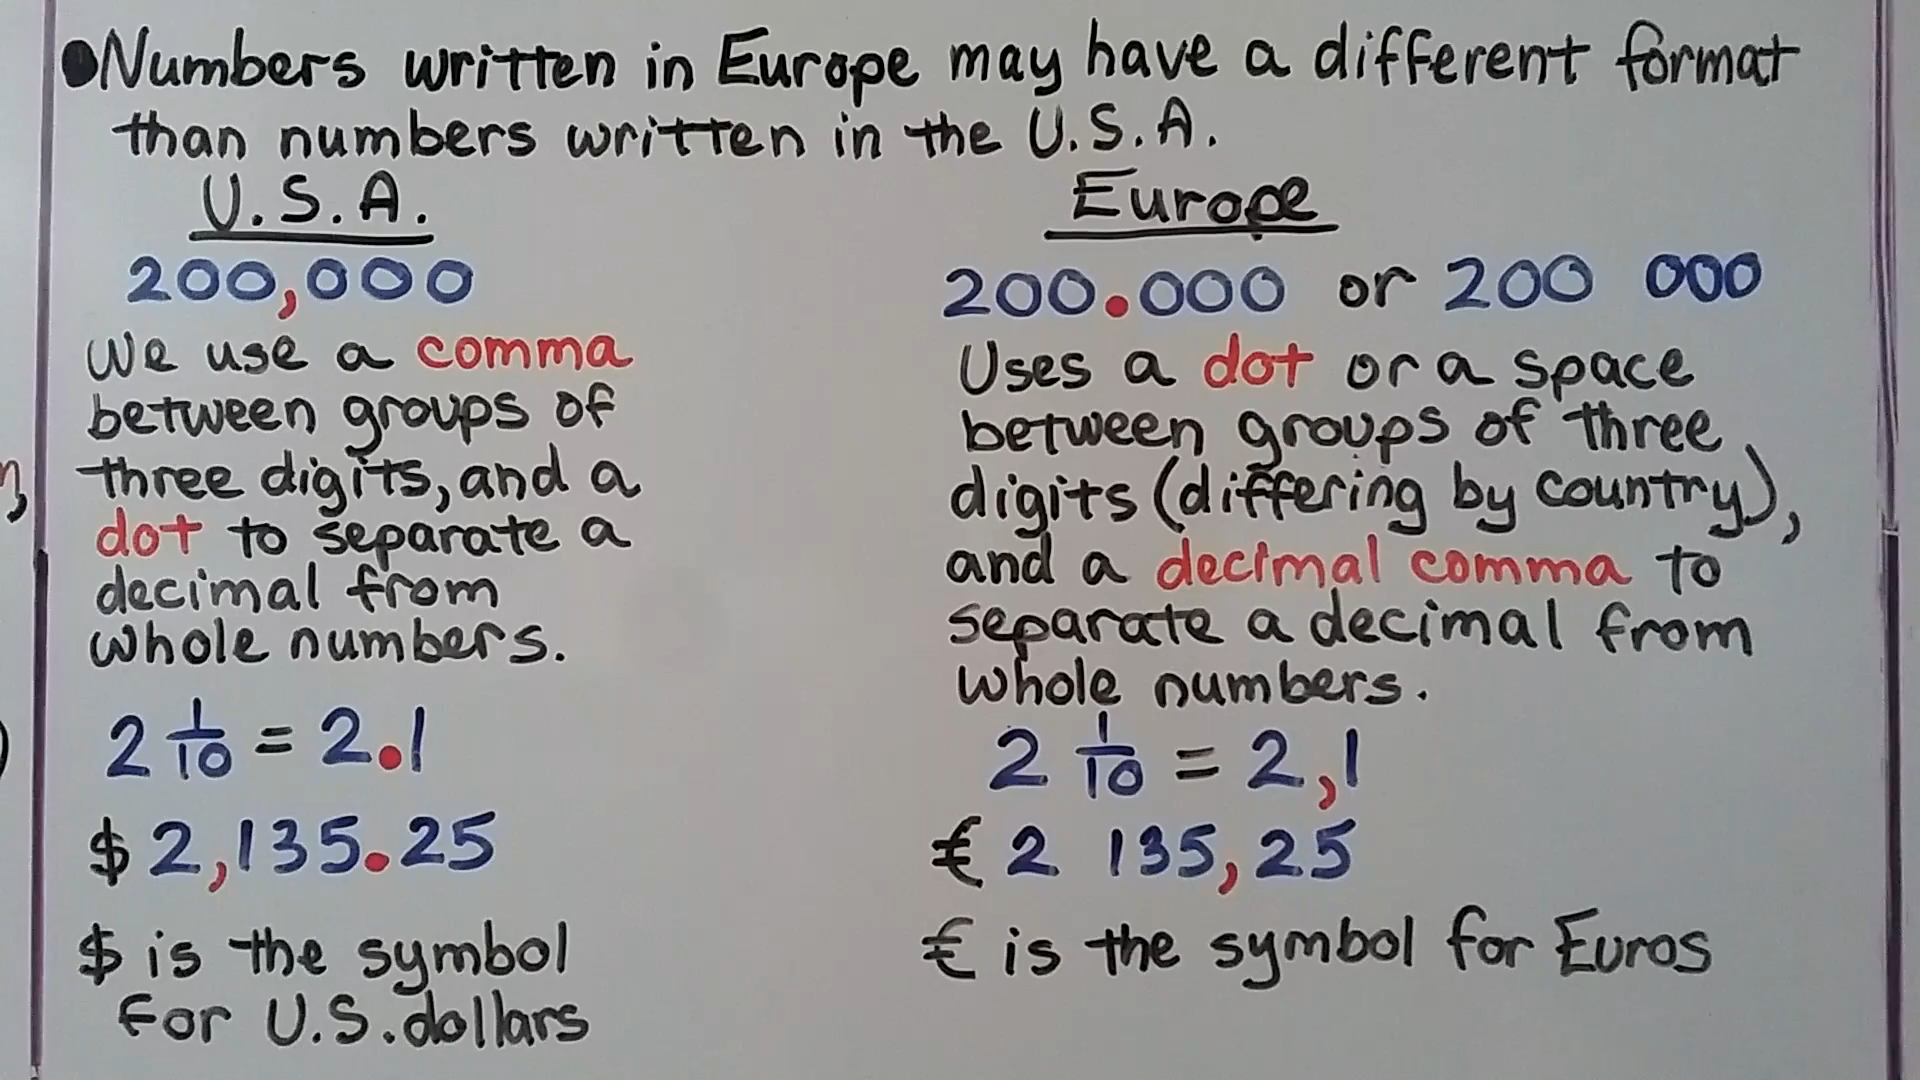 ●Numbers written in Europe may have a different format
than numbers written in the U.S.A.
U.S.A.
200,000
We use a comma
between groups of
three digits, and a
dot to separate a
decimal from
whole numbers.
2 1/10 = 2.1
$2,135.25
$ is the symbol
for U.S. dollars
Europe
200.000 or 200 000
Uses a dot or a space
between groups of three
digits (differing by country),
and a decimal comma to
separate a decimal from
whole numbers.
2 1/10 = 2,1
€ 2 135,25
€ is the symbol for Euros